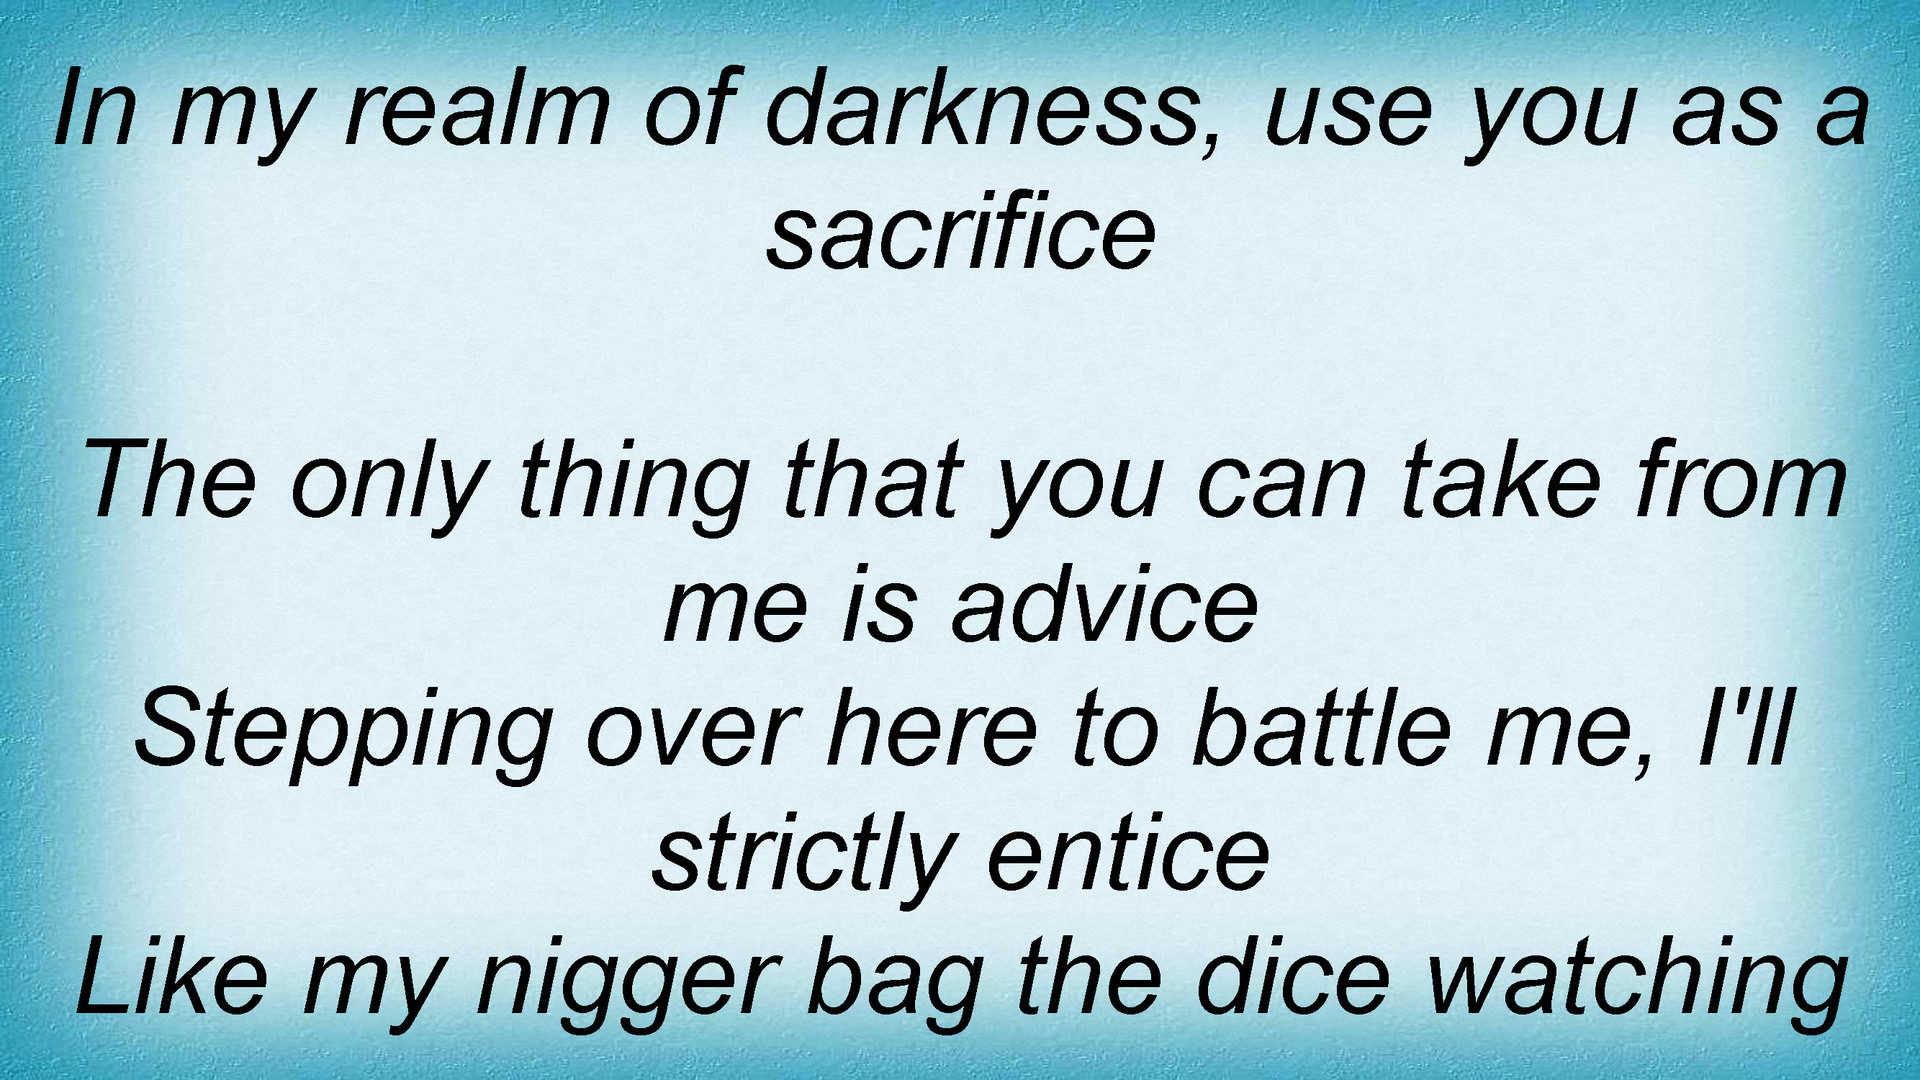 In my realm of darkness, use you as a
sacrifice
The only thing that you can take from
me is advice
Stepping over here to battle me, I'll
strictly entice
Like my nigger bag the dice watching